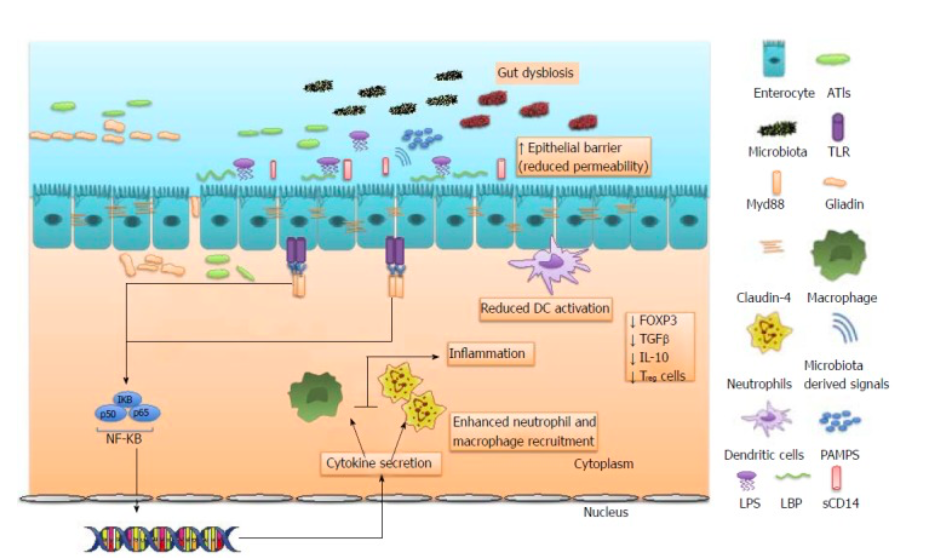 Gut dysbiosis
↑ Epithelial barrier
(reduced permeability)
Reduced DC activation
↓ FOXP3
↓ TGFβ
↓ IL-10
↓ Treg cells
Inflammation
Enhanced neutrophil and
macrophage recruitment
Cytokine secretion
Cytoplasm
Nucleus
IKB
p50
p65
NF-KB
Enterocyte
ATIs
Microbiota
TLR
Myd88
Gliadin
Claudin-4
Macrophage
Neutrophils
Microbiota
derived signals
Dendritic cells
PAMPS
LPS
LBP
sCD14